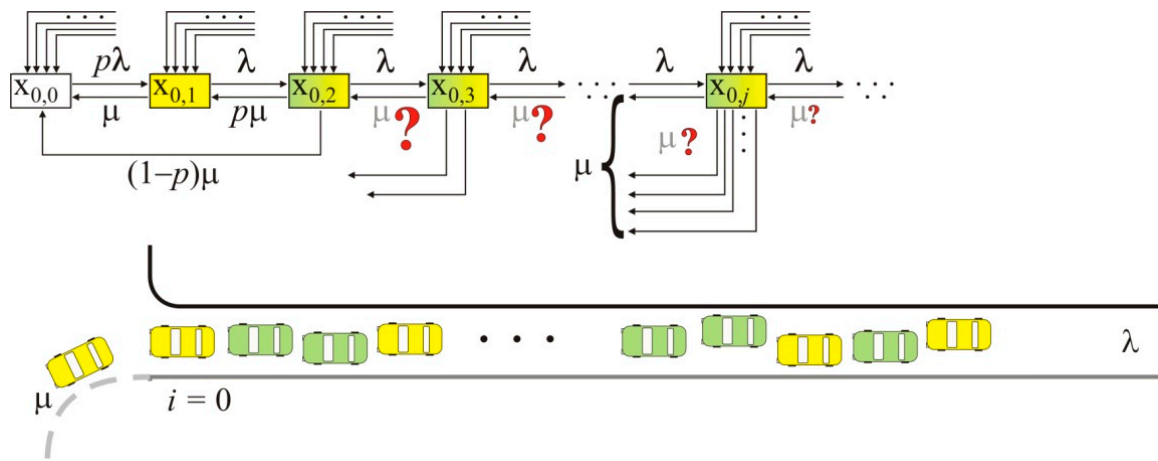 . . . . . . . . . . . . . . .
pλ λ λ λ λ λ
x0,0 x0,1 x0,2 x0,3 . . . . . . x0,j . . . . . .
μ pμ μ ? μ ? μ ?
μ ?
μ {
(1–p)μ
. . . λ
μ
i = 0